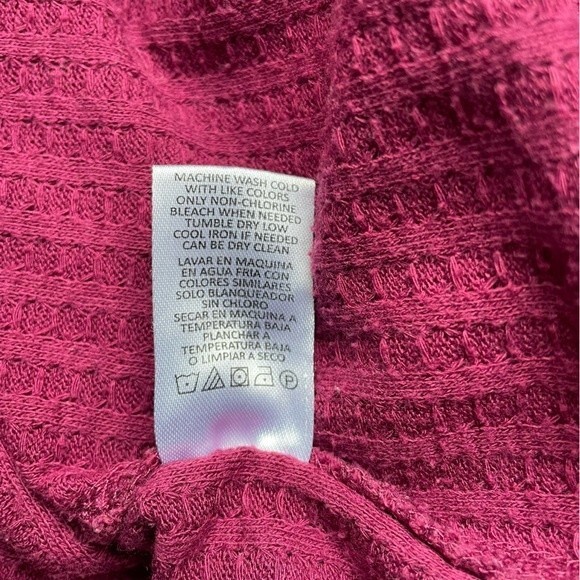 MACHINE WASH COLD
WITH LIKE COLORS
ONLY NON-CHLORINE
BLEACH WHEN NEEDED
TUMBLE DRY LOW
COOL IRON IF NEEDED
CAN BE DRY CLEAN
LAVAR EN MAQUINA
EN AGUA FRIA CON
COLORES SIMILARES
SOLO BLANQUEADOR
SIN CHLORO
SECAR EN MAQUINA A
TEMPERATURA BAJA
PLANCHAR A
TEMPERATURA BAJA
O LIMPIAR A SECO
P